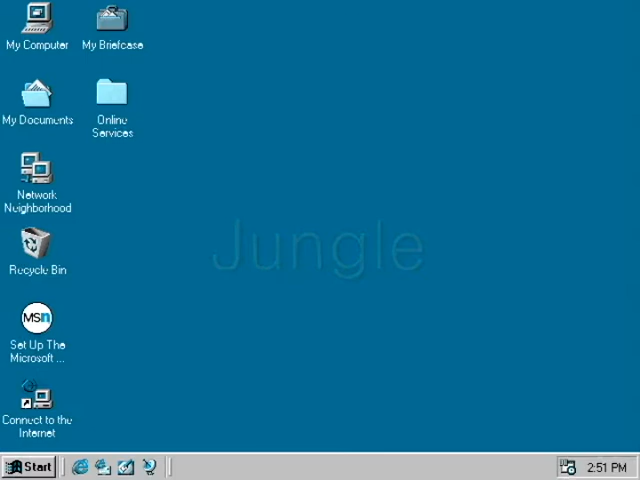 My Computer
My Briefcase
My Documents
Online
Services
Network
Neighborhood
Recycle Bin
MSn
Set Up The
Microsoft ...
Connect to the
Internet
Jungle
Start
2:51 PM